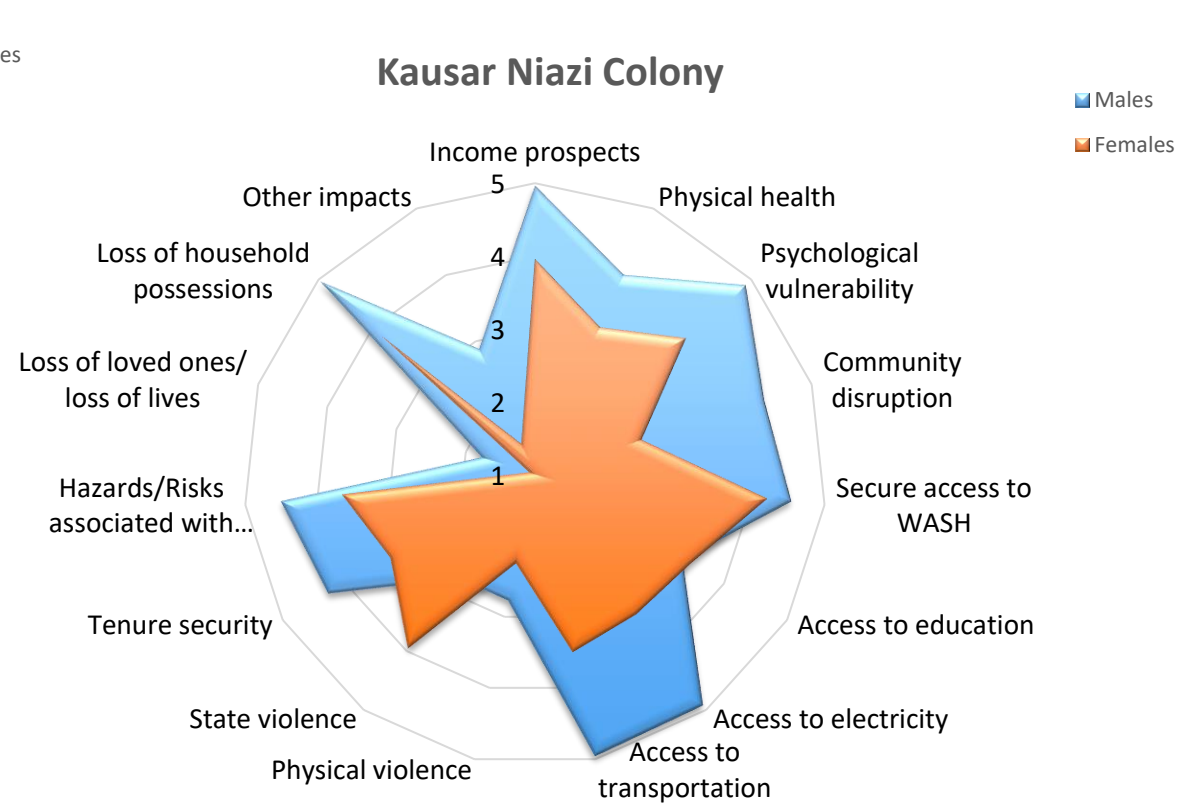 es
Kausar Niazi Colony
Males
Females
Income prospects
Physical health
Psychological
vulnerability
Community
disruption
Secure access to
WASH
Access to education
Access to electricity
Access to
transportation
Physical violence
State violence
Tenure security
Hazards/Risks
associated with...
Loss of loved ones/
loss of lives
Loss of household
possessions
Other impacts
5
4
3
2
1